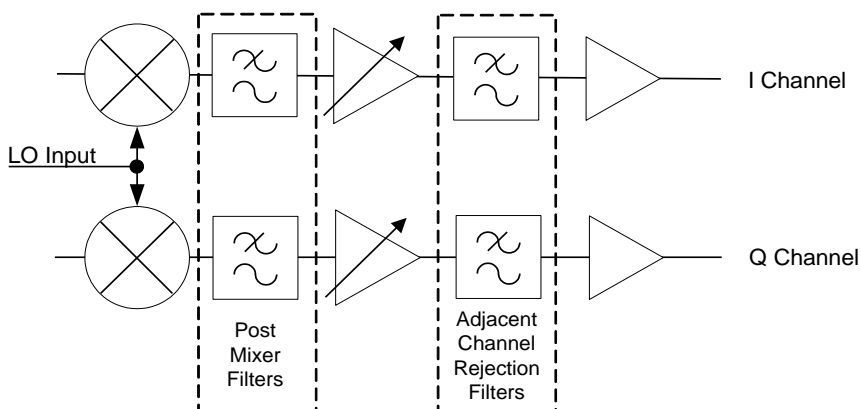 I Channel
LO Input
Q Channel
Post
Mixer
Filters
Adjacent
Channel
Rejection
Filters